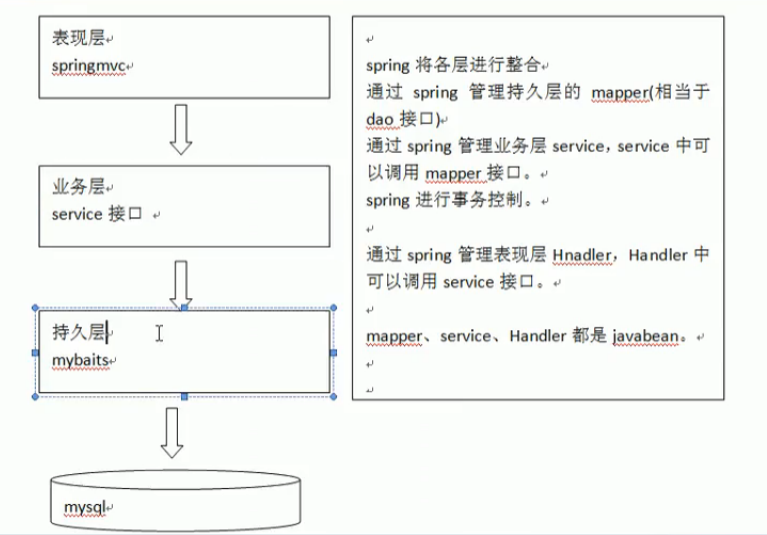 表现层
springmvc
业务层
service 接口
持久层
mybaits
mysql
spring 将各层进行整合
通过 spring 管理持久层的 mapper(相当于
dao 接口)
通过 spring 管理业务层 service，service 中可
以调用 mapper 接口。
spring 进行事务控制。
通过 spring 管理表现层 Hnadler，Handler 中
可以调用 service 接口。
mapper、service、Handler 都是 javabean。